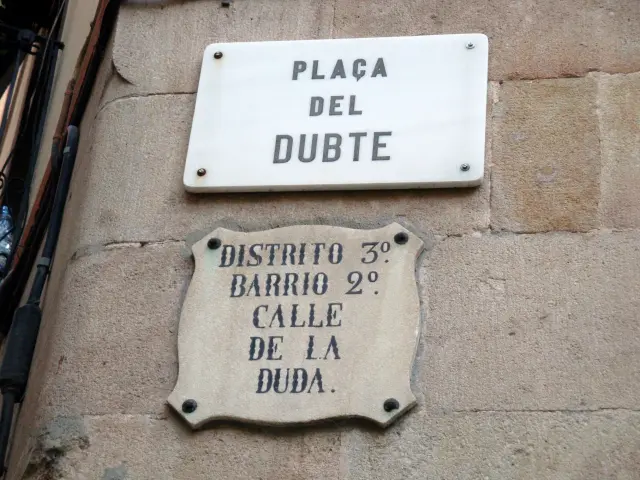 PLAÇA
DEL
DUBTE
DISTRITO 3º.
BARRIO 2º.
CALLE
DE LA
DUDA.